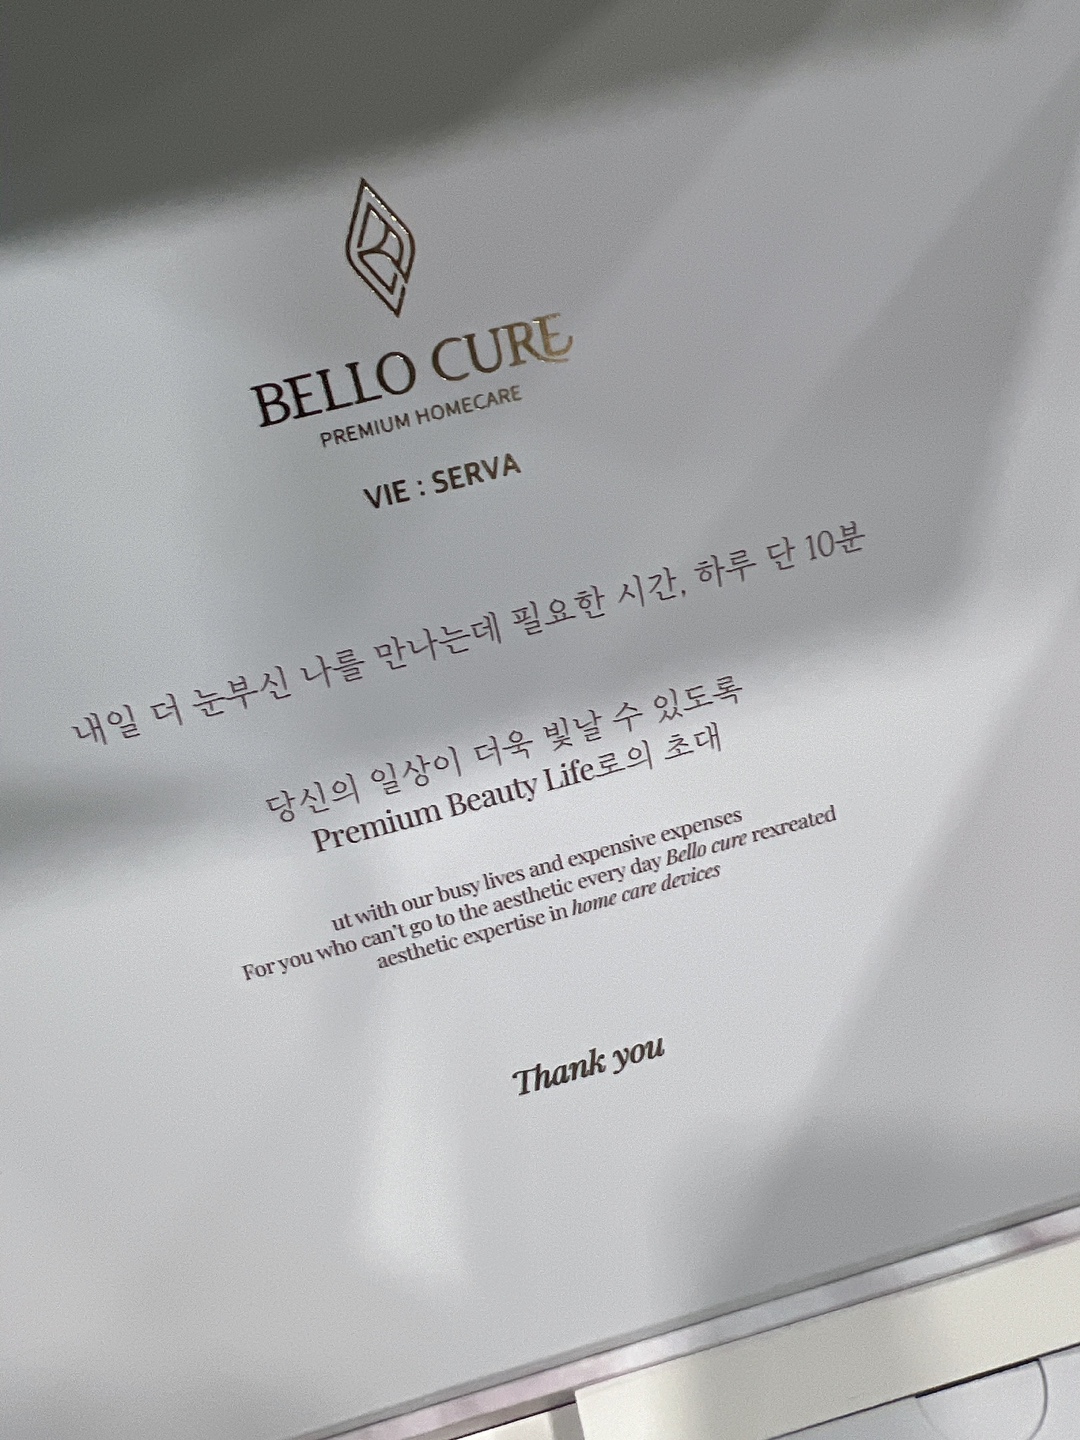 BELLO CURE
PREMIUM HOMECARE
VIE : SERVA
내일 더 눈부신 나를 만나는데 필요한 시간, 하루 단 10분
당신의 일상이 더욱 빛날 수 있도록
Premium Beauty Life로의 초대
ut with our busy lives and expensive expenses
For you who can't go to the aesthetic every day Bello cure rexreated
aesthetic expertise in home care devices
Thank you